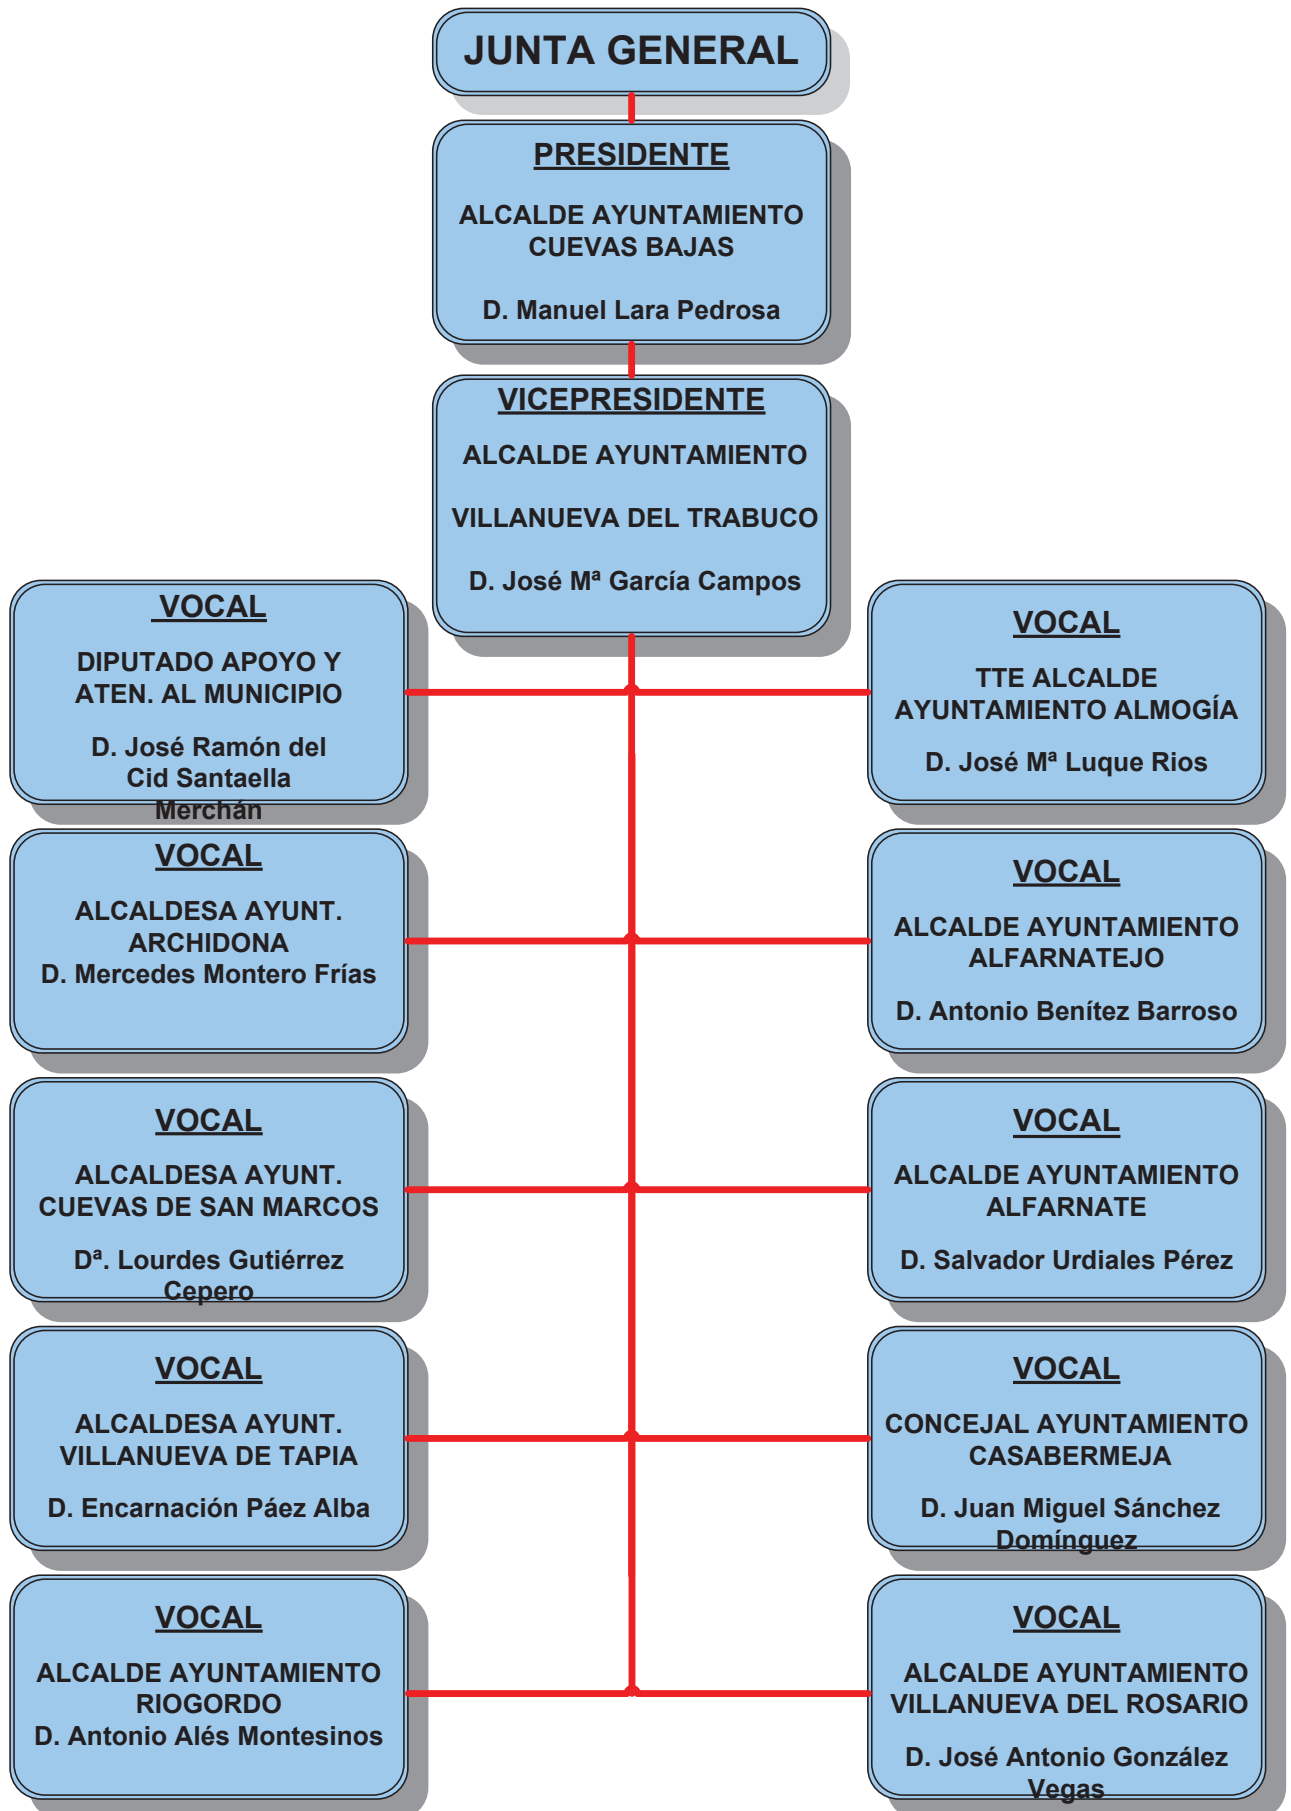 JUNTA GENERAL
PRESIDENTE
ALCALDE AYUNTAMIENTO
CUEVAS BAJAS
D. Manuel Lara Pedrosa
VICEPRESIDENTE
ALCALDE AYUNTAMIENTO
VILLANUEVA DEL TRABUCO
D. José Mª García Campos
VOCAL
DIPUTADO APOYO Y
ATEN. AL MUNICIPIO
D. José Ramón del
Cid Santaella
Merchán
VOCAL
TTE ALCALDE
AYUNTAMIENTO ALMOGÍA
D. José Mª Luque Rios
VOCAL
ALCALDESA AYUNT.
ARCHIDONA
D. Mercedes Montero Frías
VOCAL
ALCALDE AYUNTAMIENTO
ALFARNATEJO
D. Antonio Benítez Barroso
VOCAL
ALCALDESA AYUNT.
CUEVAS DE SAN MARCOS
Dª. Lourdes Gutiérrez
Cepero
VOCAL
ALCALDE AYUNTAMIENTO
ALFARNATE
D. Salvador Urdiales Pérez
VOCAL
ALCALDESA AYUNT.
VILLANUEVA DE TAPIA
D. Encarnación Páez Alba
VOCAL
CONCEJAL AYUNTAMIENTO
CASABERMEJA
D. Juan Miguel Sánchez
Domínguez
VOCAL
ALCALDE AYUNTAMIENTO
RIOGORDO
D. Antonio Alés Montesinos
VOCAL
ALCALDE AYUNTAMIENTO
VILLANUEVA DEL ROSARIO
D. José Antonio González
Vegas